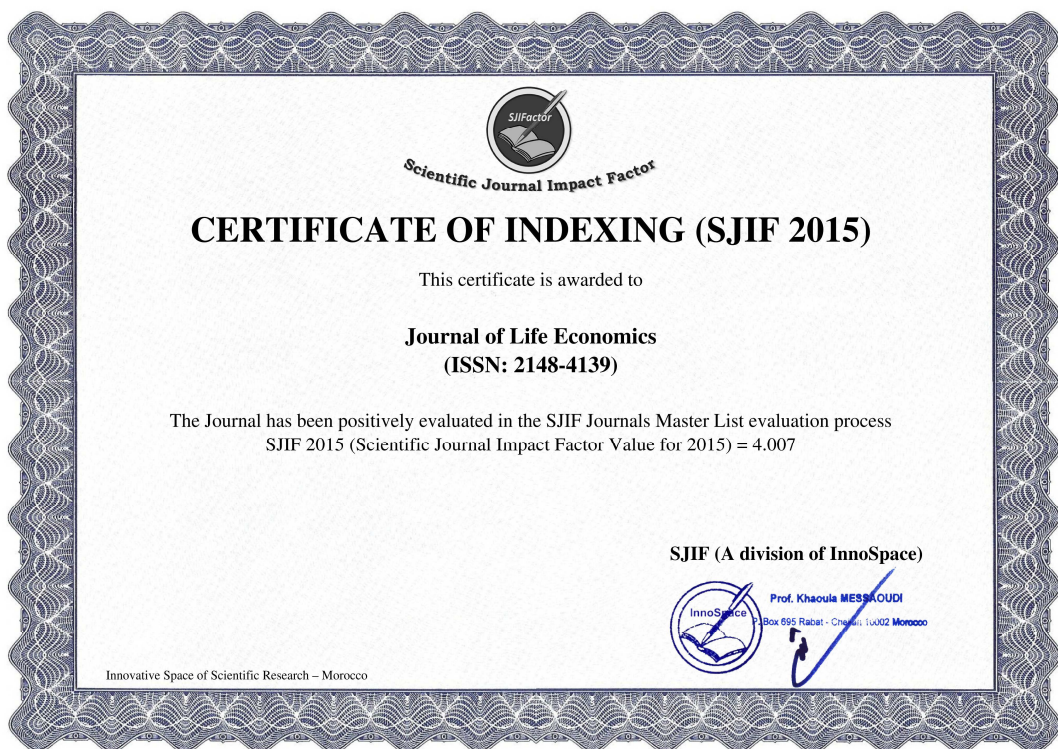 SJIFactor
Scientific Journal Impact Factor
CERTIFICATE OF INDEXING (SJIF 2015)
This certificate is awarded to
Journal of Life Economics
(ISSN: 2148-4139)
The Journal has been positively evaluated in the SJIF Journals Master List evaluation process
SJIF 2015 (Scientific Journal Impact Factor Value for 2015) = 4.007
SJIF (A division of InnoSpace)
InnoSpace
Prof. Khaoula MESSAOUDI
P. Box 695 Rabat - 10002 Morocco
Innovative Space of Scientific Research – Morocco